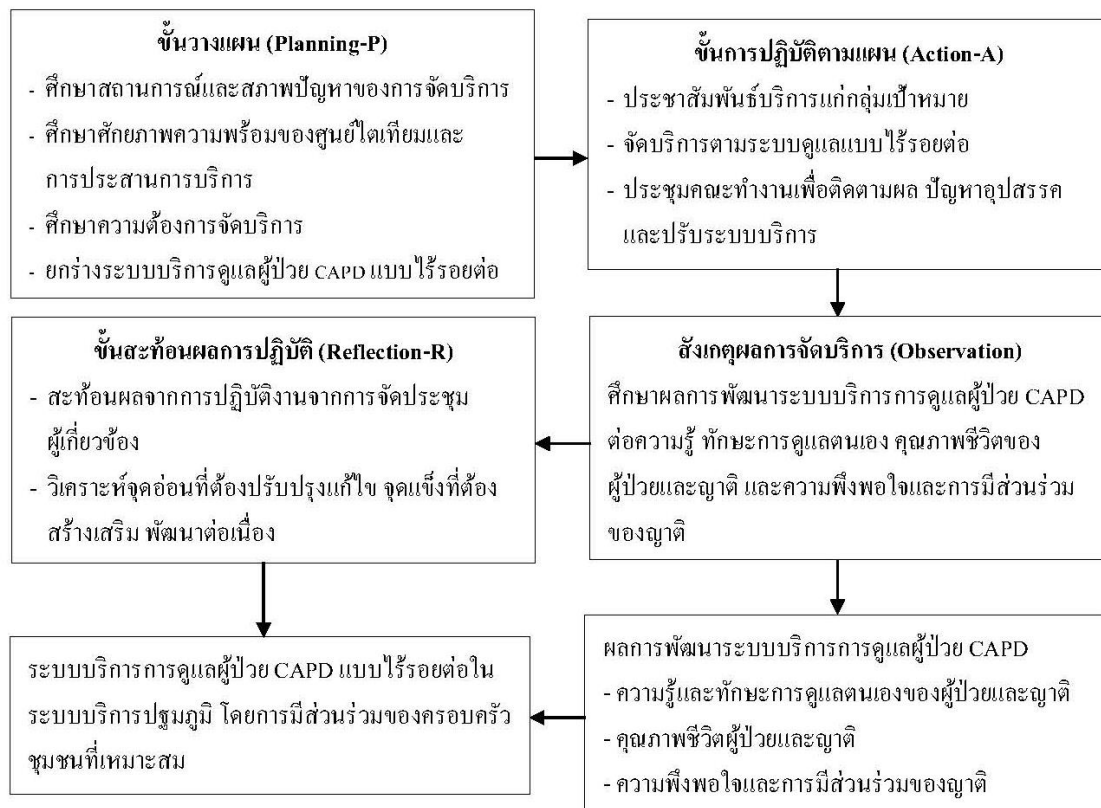 ขั้นวางแผน (Planning-P)
- ศึกษาสถานการณ์และสภาพปัญหาของการจัดบริการ
- ศึกษาศักยภาพความพร้อมของศูนย์ไตเทียมและ
การประสานการบริการ
- ศึกษาความต้องการจัดบริการ
- ยกร่างระบบบริการดูแลผู้ป่วย CAPD แบบไร้รอยต่อ
ขั้นการปฏิบัติตามแผน (Action-A)
- ประชาสัมพันธ์บริการแก่กลุ่มเป้าหมาย
- จัดบริการตามระบบดูแลแบบไร้รอยต่อ
- ประชุมคณะทำงานเพื่อติดตามผล ปัญหาอุปสรรค
และปรับระบบบริการ
ขั้นสะท้อนผลการปฏิบัติ (Reflection-R)
- สะท้อนผลจากการปฏิบัติงานจากการจัดประชุม
ผู้เกี่ยวข้อง
- วิเคราะห์จุดอ่อนที่ต้องปรับปรุงแก้ไข จุดแข็งที่ต้อง
สร้างเสริม พัฒนาต่อเนื่อง
สังเกตุผลการจัดบริการ (Observation)
ศึกษาผลการพัฒนาระบบบริการการดูแลผู้ป่วย CAPD
ต่อความรู้ ทักษะการดูแลตนเอง คุณภาพชีวิตของ
ผู้ป่วยและญาติ และความพึงพอใจและการมีส่วนร่วม
ของญาติ
ระบบบริการการดูแลผู้ป่วย CAPD แบบไร้รอยต่อใน
ระบบบริการปฐมภูมิ โดยการมีส่วนร่วมของครอบครัว
ชุมชนที่เหมาะสม
ผลการพัฒนาระบบบริการการดูแลผู้ป่วย CAPD
- ความรู้และทักษะการดูแลตนเองของผู้ป่วยและญาติ
- คุณภาพชีวิตผู้ป่วยและญาติ
- ความพึงพอใจและการมีส่วนร่วมของญาติ